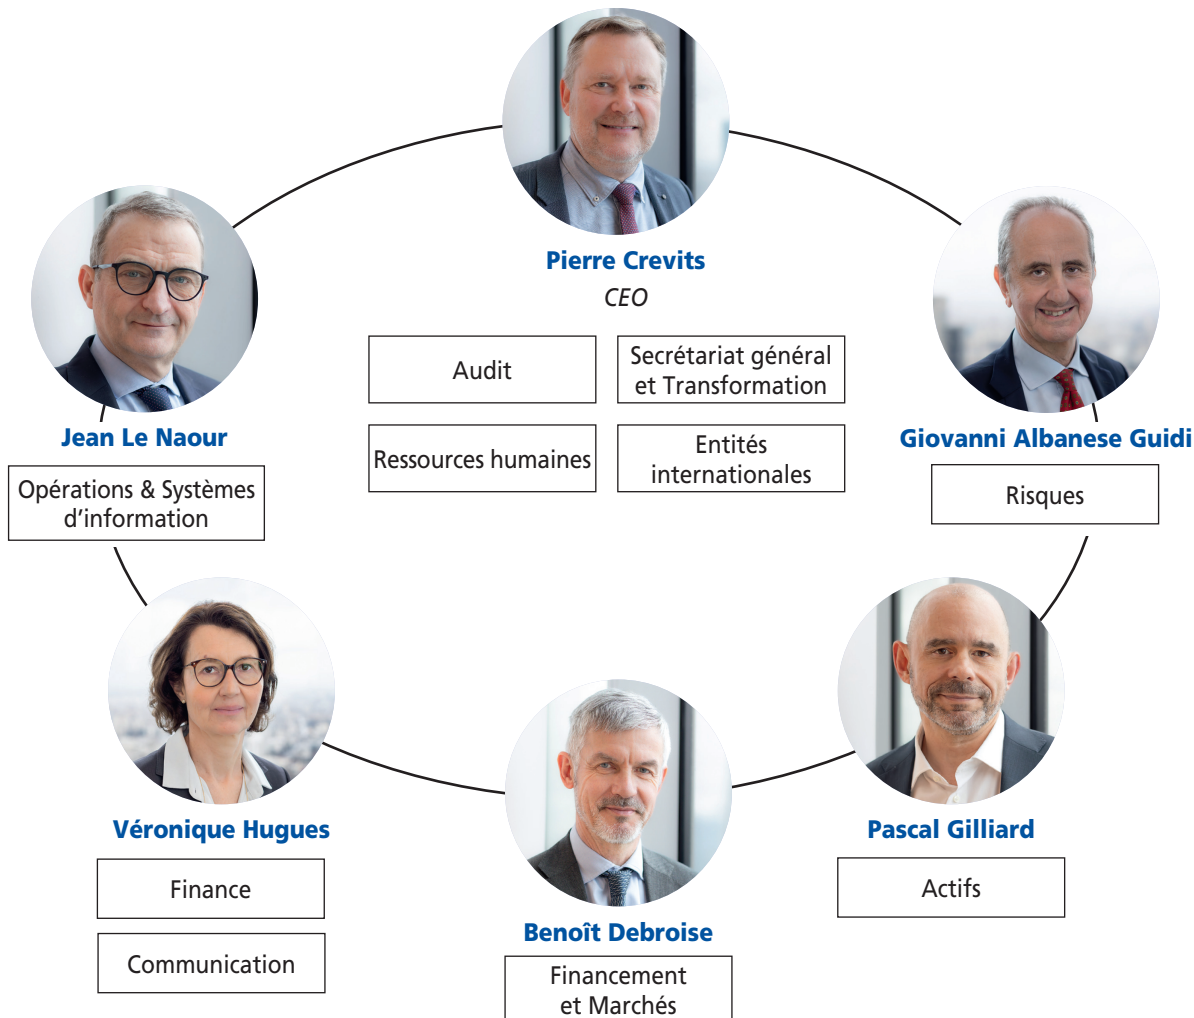 Pierre Crevits
CEO
Audit
Secrétariat général
et Transformation
Ressources humaines
Entités
internationales
Jean Le Naour
Opérations & Systèmes
d'information
Giovanni Albanese Guidi
Risques
Véronique Hugues
Finance
Communication
Benoît Debroise
Financement
et Marchés
Pascal Gilliard
Actifs